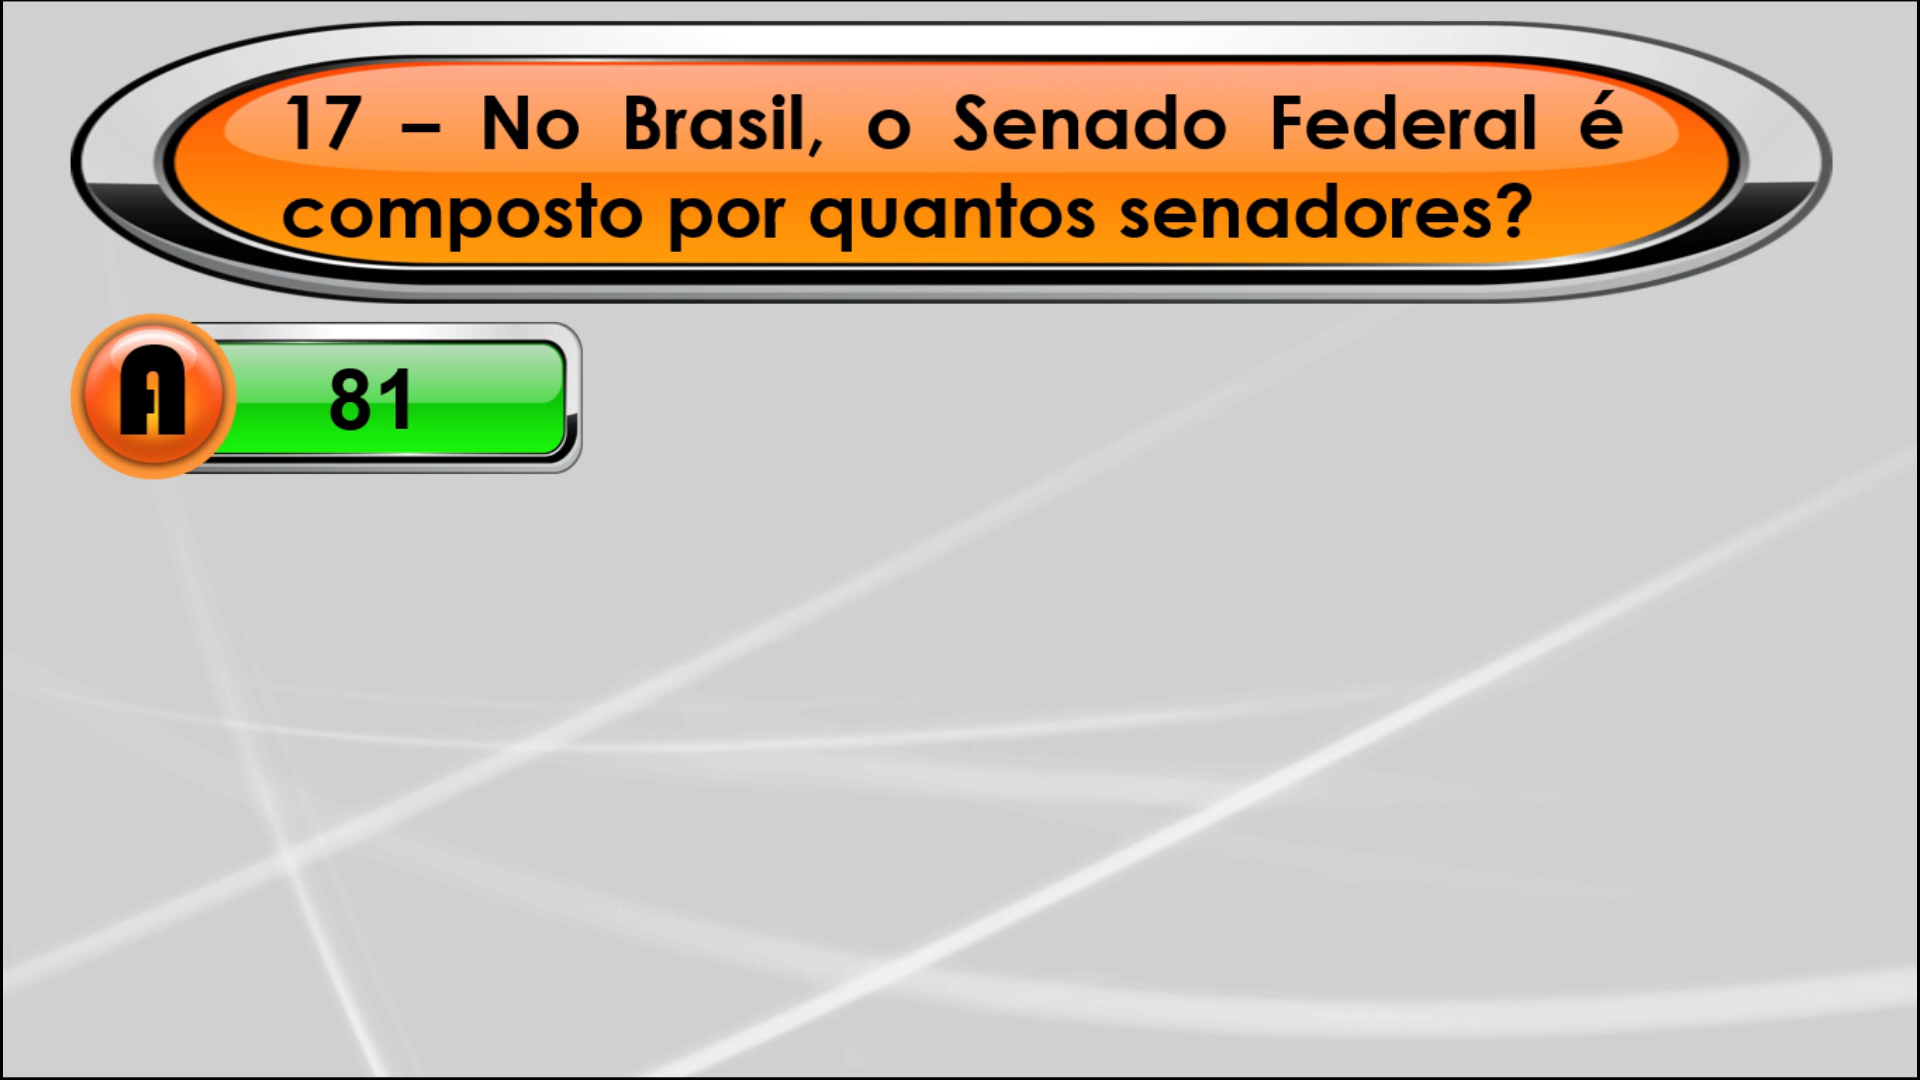 17 – No Brasil, o Senado Federal é
composto por quantos senadores?
A 81